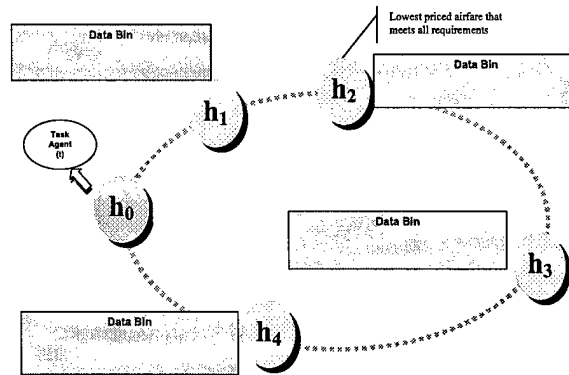 Lowest priced airfare that
meets all requirements
Data Bin
Data Bin
h2
h1
Task
Agent
(t)
h0
Data Bin
h3
Data Bin
h4